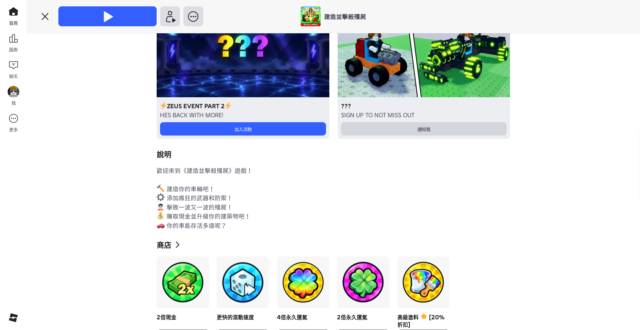 建造並擊殺殭屍
首頁
圖表
聊天
我
更多
???
⚡ZEUS EVENT PART 2⚡
HES BACK WITH MORE!
加入活動
???
SIGN UP TO NOT MISS OUT
通知我
說明
歡迎來到《建造並擊殺殭屍》遊戲！
🔨 建造你的車輛吧！
⚙️ 添加瘋狂的武器和防禦！
🧟 擊敗一波又一波的殭屍！
💰 賺取現金並升級你的建築物吧！
🚗 你的車能存活多遠呢？
商店 >
2x
2倍現金
更快的滾動速度
4倍永久運氣
2倍永久運氣
高級塗料 ⭐ [20%
折扣]